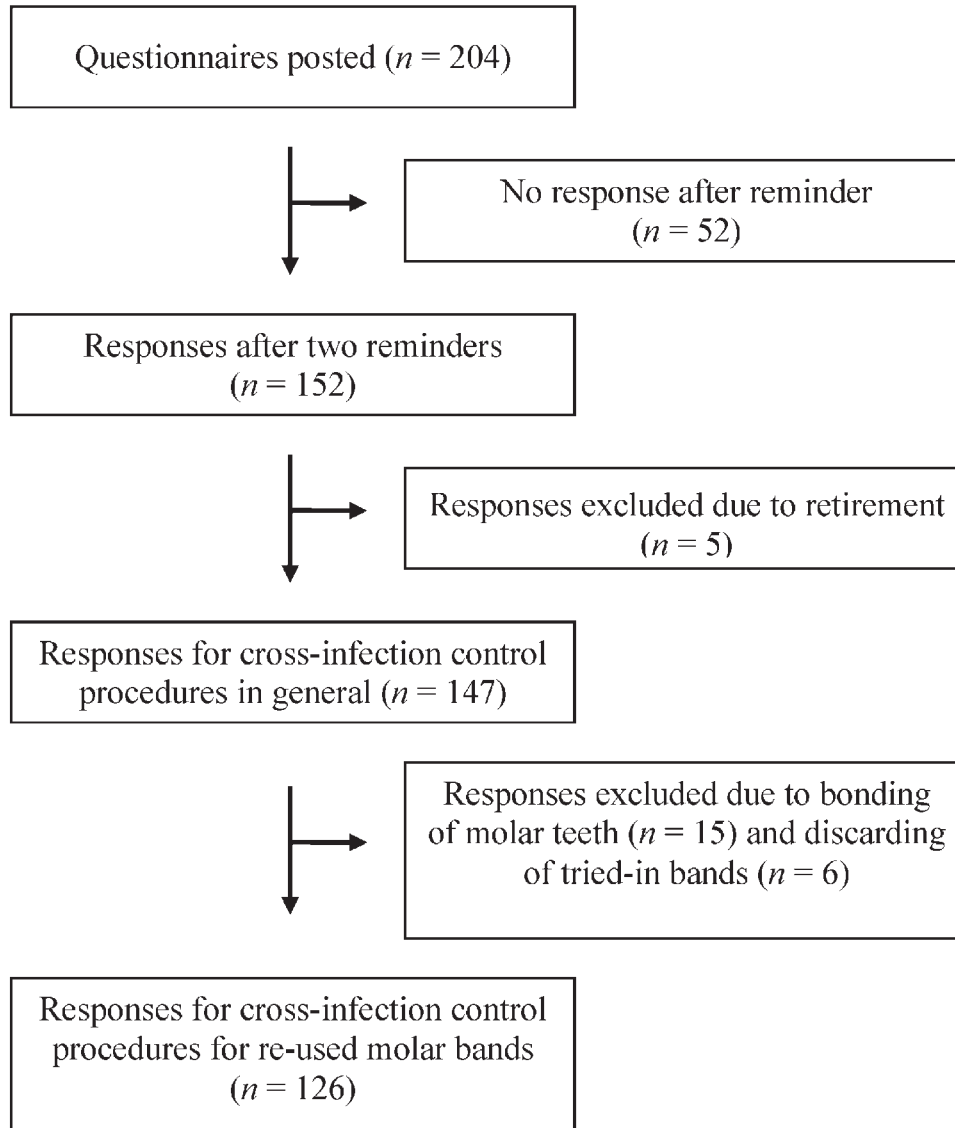 Questionnaires posted (n = 204)
No response after reminder
(n = 52)
Responses after two reminders
(n = 152)
Responses excluded due to retirement
(n = 5)
Responses for cross-infection control
procedures in general (n = 147)
Responses excluded due to bonding
of molar teeth (n = 15) and discarding
of tried-in bands (n = 6)
Responses for cross-infection control
procedures for re-used molar bands
(n = 126)